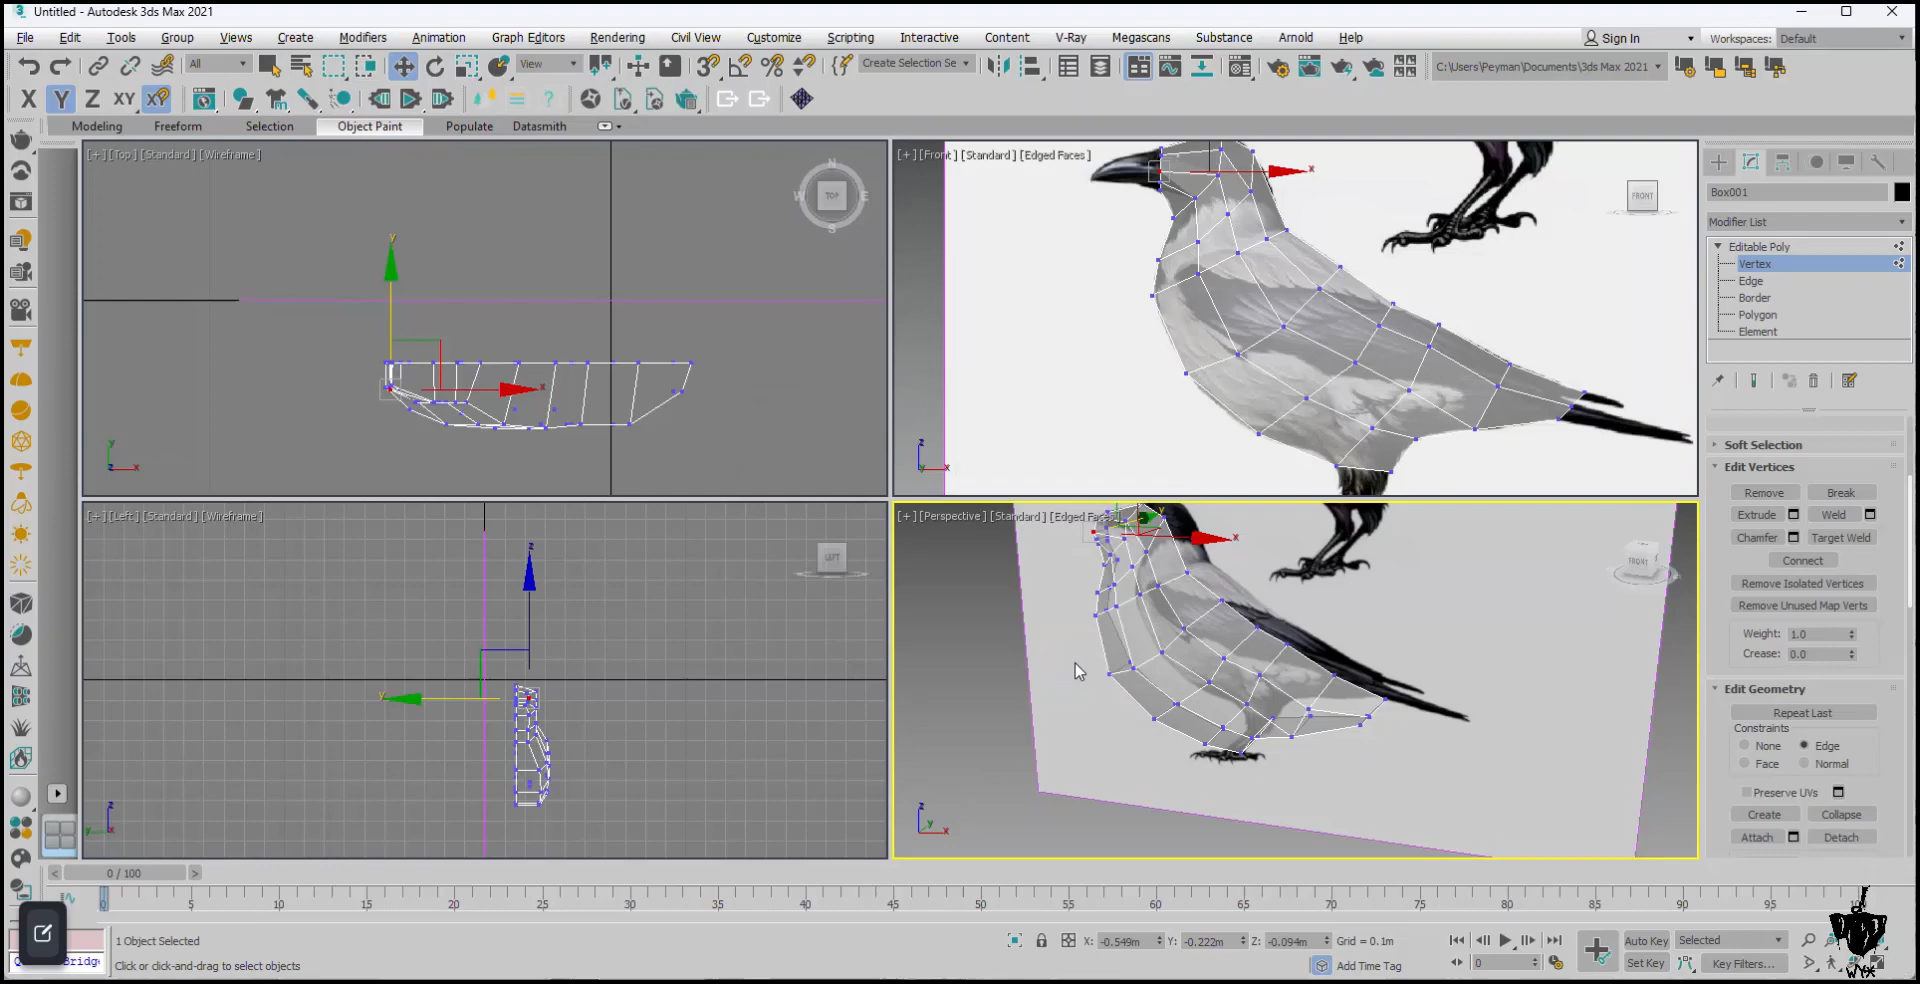 Untitled - Autodesk 3ds Max 2021
File Edit Tools Group Views Create Modifiers Animation Graph Editors Rendering Civil View Customize Scripting Interactive Content V-Ray Megascans Substance Arnold Help Sign In Workspaces: Default
All View Create Selection Se C:\Users\Peyman\Documents\3ds Max 2021
X Y Z XY XY
Modeling Freeform Selection Object Paint Populate Datasmith
[+] [Top] [Standard] [Wireframe]
[+] [Front] [Standard] [Edged Faces]
N
W TOP E
S
FRONT
y
x
x
y
z x
z
y x
[+] [Left] [Standard] [Wireframe]
[+] [Perspective] [Standard] [Edged Faces]
LEFT
FRONT
z
y
y
x
z
y x
z
y
x
Box001
Modifier List
Editable Poly
Vertex
Edge
Border
Polygon
Element
Soft Selection
Edit Vertices
Remove Break
Extrude Weld
Chamfer Target Weld
Connect
Remove Isolated Vertices
Remove Unused Map Verts
Weight: 1.0
Crease: 0.0
Edit Geometry
Repeat Last
Constraints
None Edge
Face Normal
Preserve UVs
Create Collapse
Attach Detach
< 0 / 100 >
0 5 10 15 20 25 30 35 40 45 50 55 60 65 70 75 80 85 90 95
1 Object Selected
Click or click-and-drag to select objects
X: -0.549m Y: -0.222m Z: -0.094m Grid = 0.1m
Add Time Tag
0
Auto Key Selected
Set Key Key Filters...